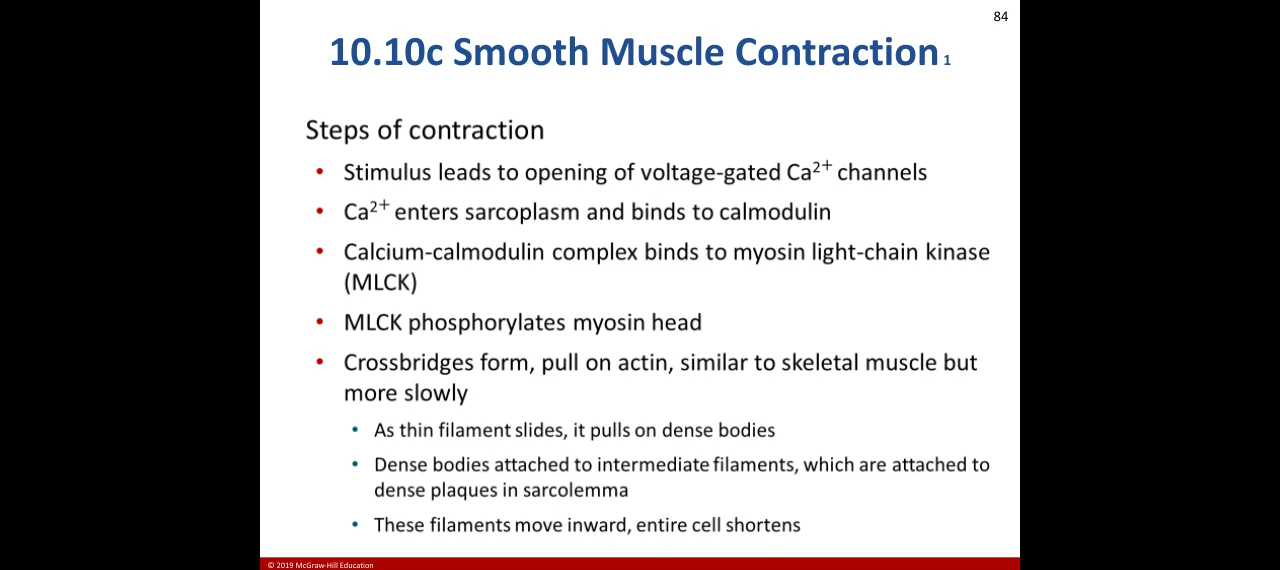 84
10.10c Smooth Muscle Contraction 1
Steps of contraction
• Stimulus leads to opening of voltage-gated Ca²⁺ channels
• Ca²⁺ enters sarcoplasm and binds to calmodulin
• Calcium-calmodulin complex binds to myosin light-chain kinase
(MLCK)
• MLCK phosphorylates myosin head
• Crossbridges form, pull on actin, similar to skeletal muscle but
more slowly
• As thin filament slides, it pulls on dense bodies
• Dense bodies attached to intermediate filaments, which are attached to
dense plaques in sarcolemma
• These filaments move inward, entire cell shortens
© 2019 McGraw-Hill Education